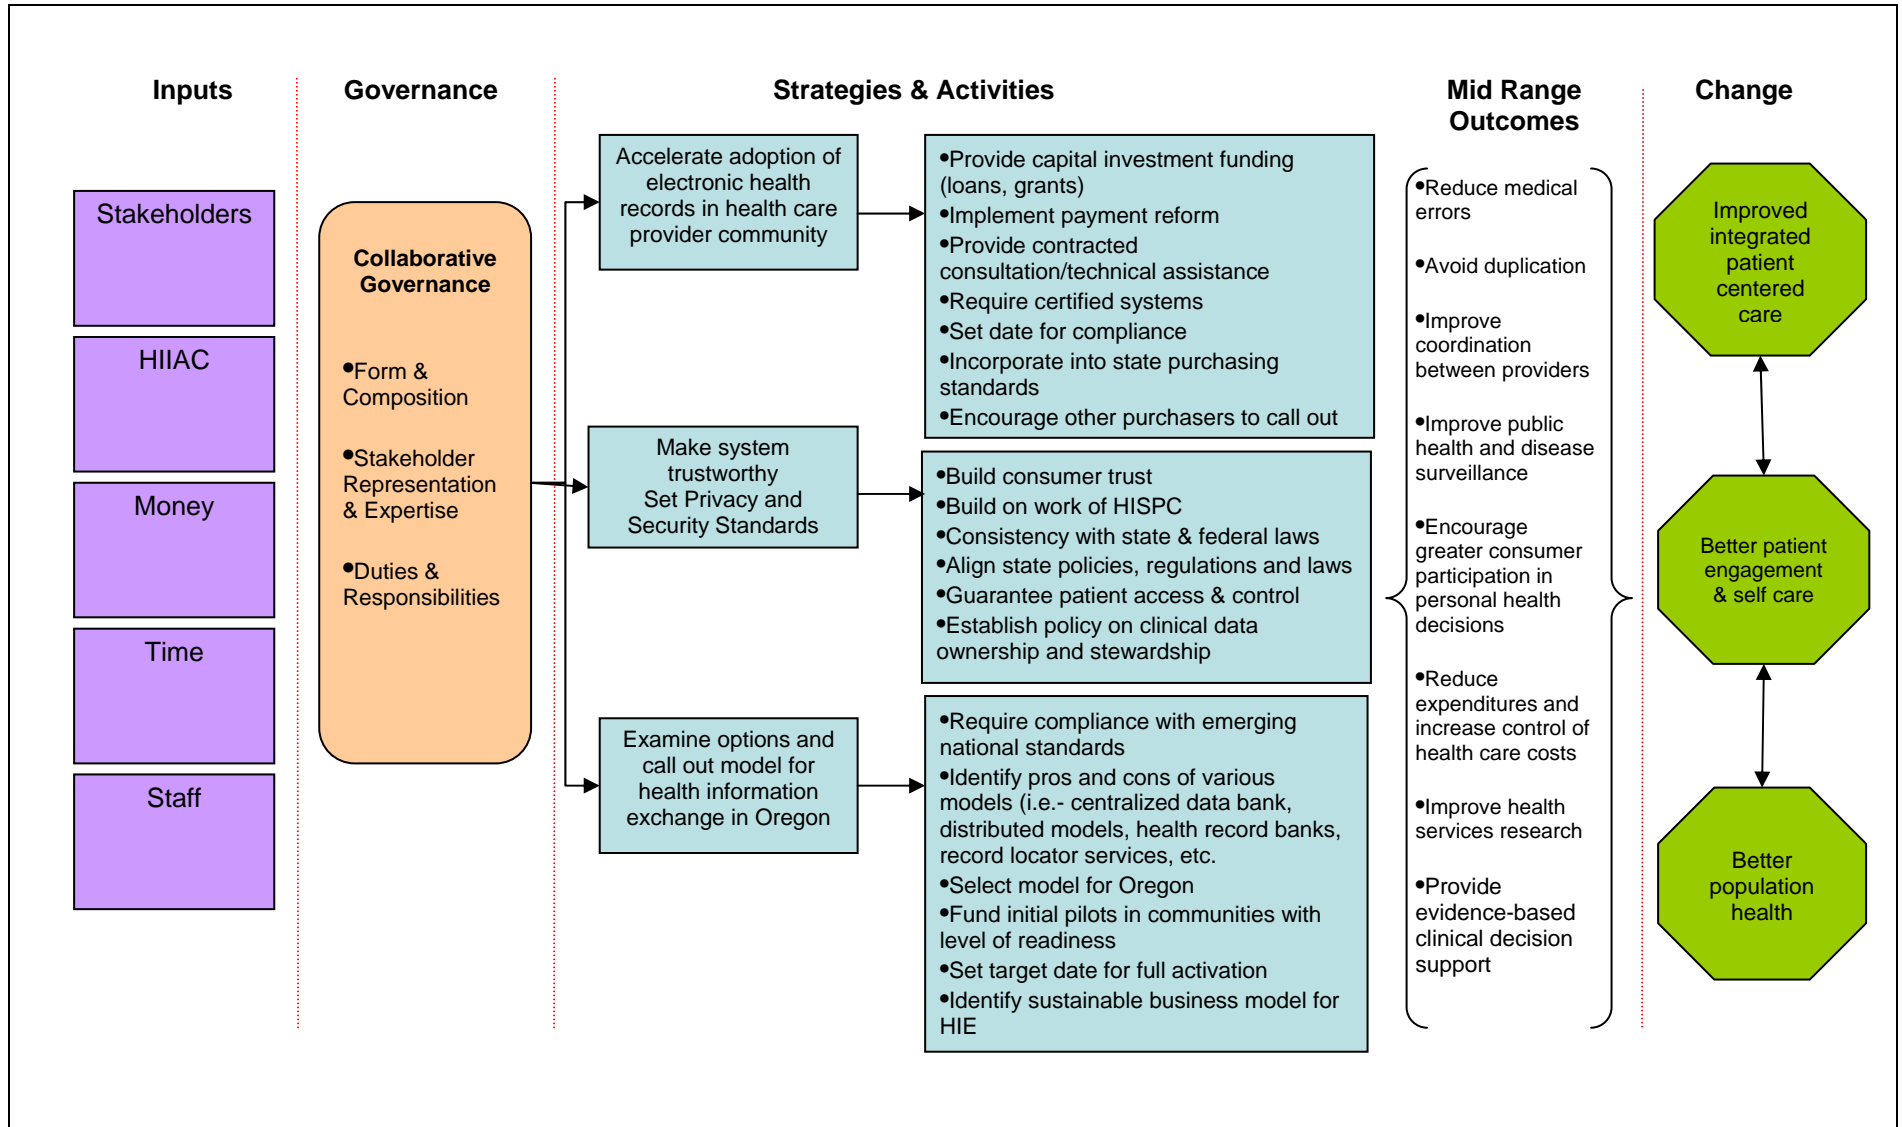 Inputs
Governance
Strategies & Activities
Mid Range
Outcomes
Change
Stakeholders
HIIAC
Money
Time
Staff
Collaborative
Governance
•Form &
Composition
•Stakeholder
Representation
& Expertise
•Duties &
Responsibilities
Accelerate adoption of
electronic health
records in health care
provider community
•Provide capital investment funding
(loans, grants)
•Implement payment reform
•Provide contracted
consultation/technical assistance
•Require certified systems
•Set date for compliance
•Incorporate into state purchasing
standards
•Encourage other purchasers to call out
Make system
trustworthy
Set Privacy and
Security Standards
•Build consumer trust
•Build on work of HISPC
•Consistency with state & federal laws
•Align state policies, regulations and laws
•Guarantee patient access & control
•Establish policy on clinical data
ownership and stewardship
Examine options and
call out model for
health information
exchange in Oregon
•Require compliance with emerging
national standards
•Identify pros and cons of various
models (i.e.- centralized data bank,
distributed models, health record banks,
record locator services, etc.
•Select model for Oregon
•Fund initial pilots in communities with
level of readiness
•Set target date for full activation
•Identify sustainable business model for
HIE
•Reduce medical
errors
•Avoid duplication
•Improve
coordination
between providers
•Improve public
health and disease
surveillance
•Encourage
greater consumer
participation in
personal health
decisions
•Reduce
expenditures and
increase control of
health care costs
•Improve health
services research
•Provide
evidence-based
clinical decision
support
Improved
integrated
patient
centered
care
Better patient
engagement
& self care
Better
population
health